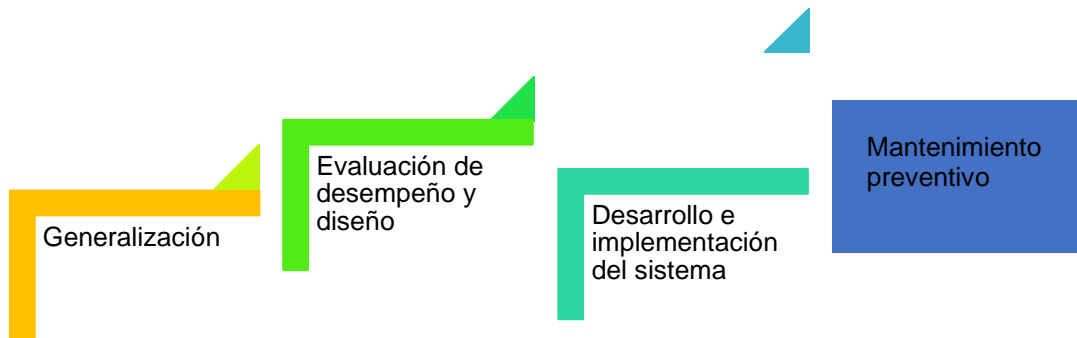 Generalización
Evaluación de
desempeño y
diseño
Desarrollo e
implementación
del sistema
Mantenimiento
preventivo